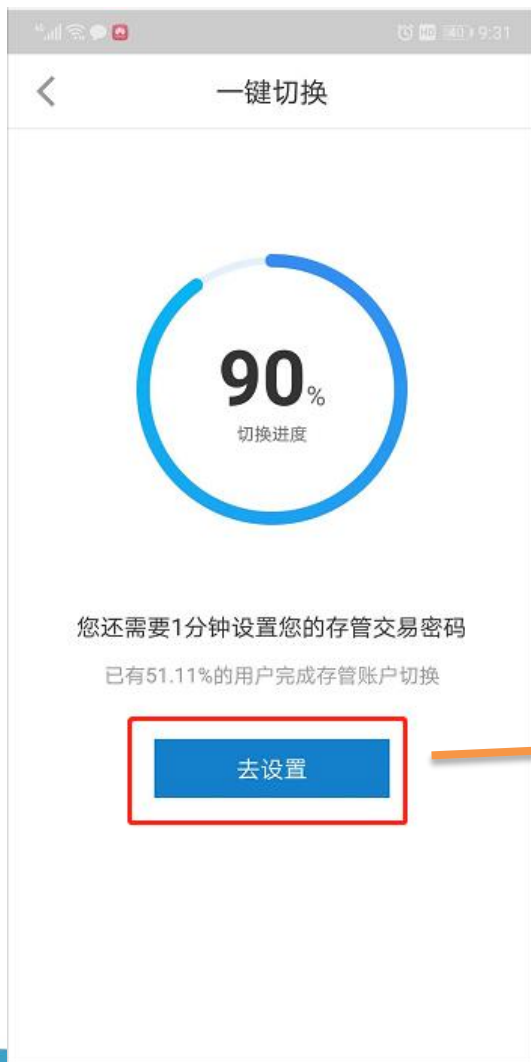 9:31
一键切换
90%
切换进度
您还需要1分钟设置您的存管交易密码
已有51.11%的用户完成存管账户切换
去设置